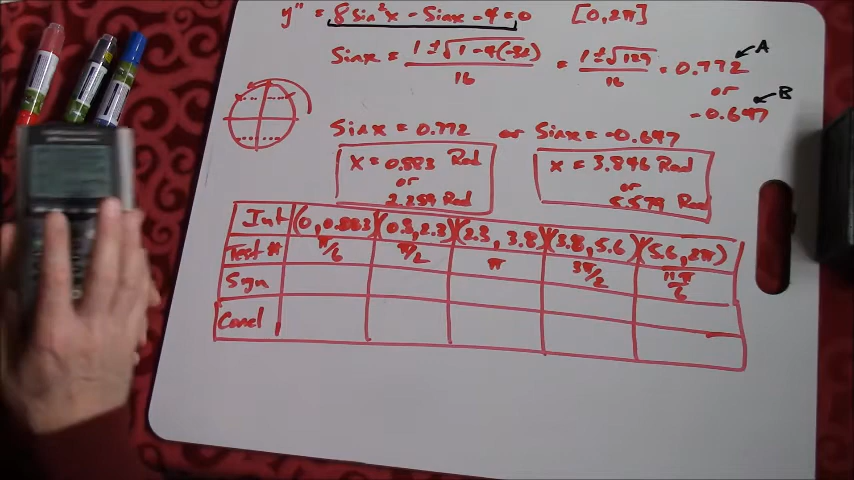 y" = 8sin²x - Sinx - 4 = 0 [0,2π]
Sinx = 1±√1-4(-32) / 16 = 1±√129 / 16 = 0.772 ← A
or
-0.647 ← B
Sinx = 0.772 or Sinx = -0.647
x = 0.883 Rad
or
2.259 Rad
x = 3.846 Rad
or
5.579 Rad
Int (0,0.883) (0.8,2.3) (2.3,3.8) (3.8,5.6) (5.6,2π)
Test # π/6 π/2 π 3π/2 11π/6
Sign
Concl